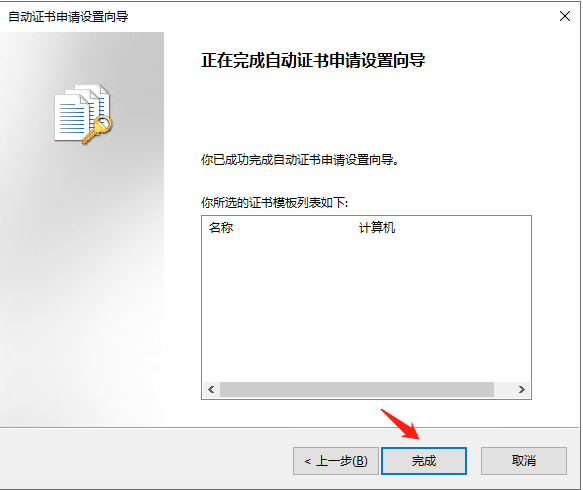 自动证书申请设置向导
正在完成自动证书申请设置向导
你已成功完成自动证书申请设置向导。
你所选的证书模板列表如下:
名称 计算机
< 上一步(B) 完成 取消